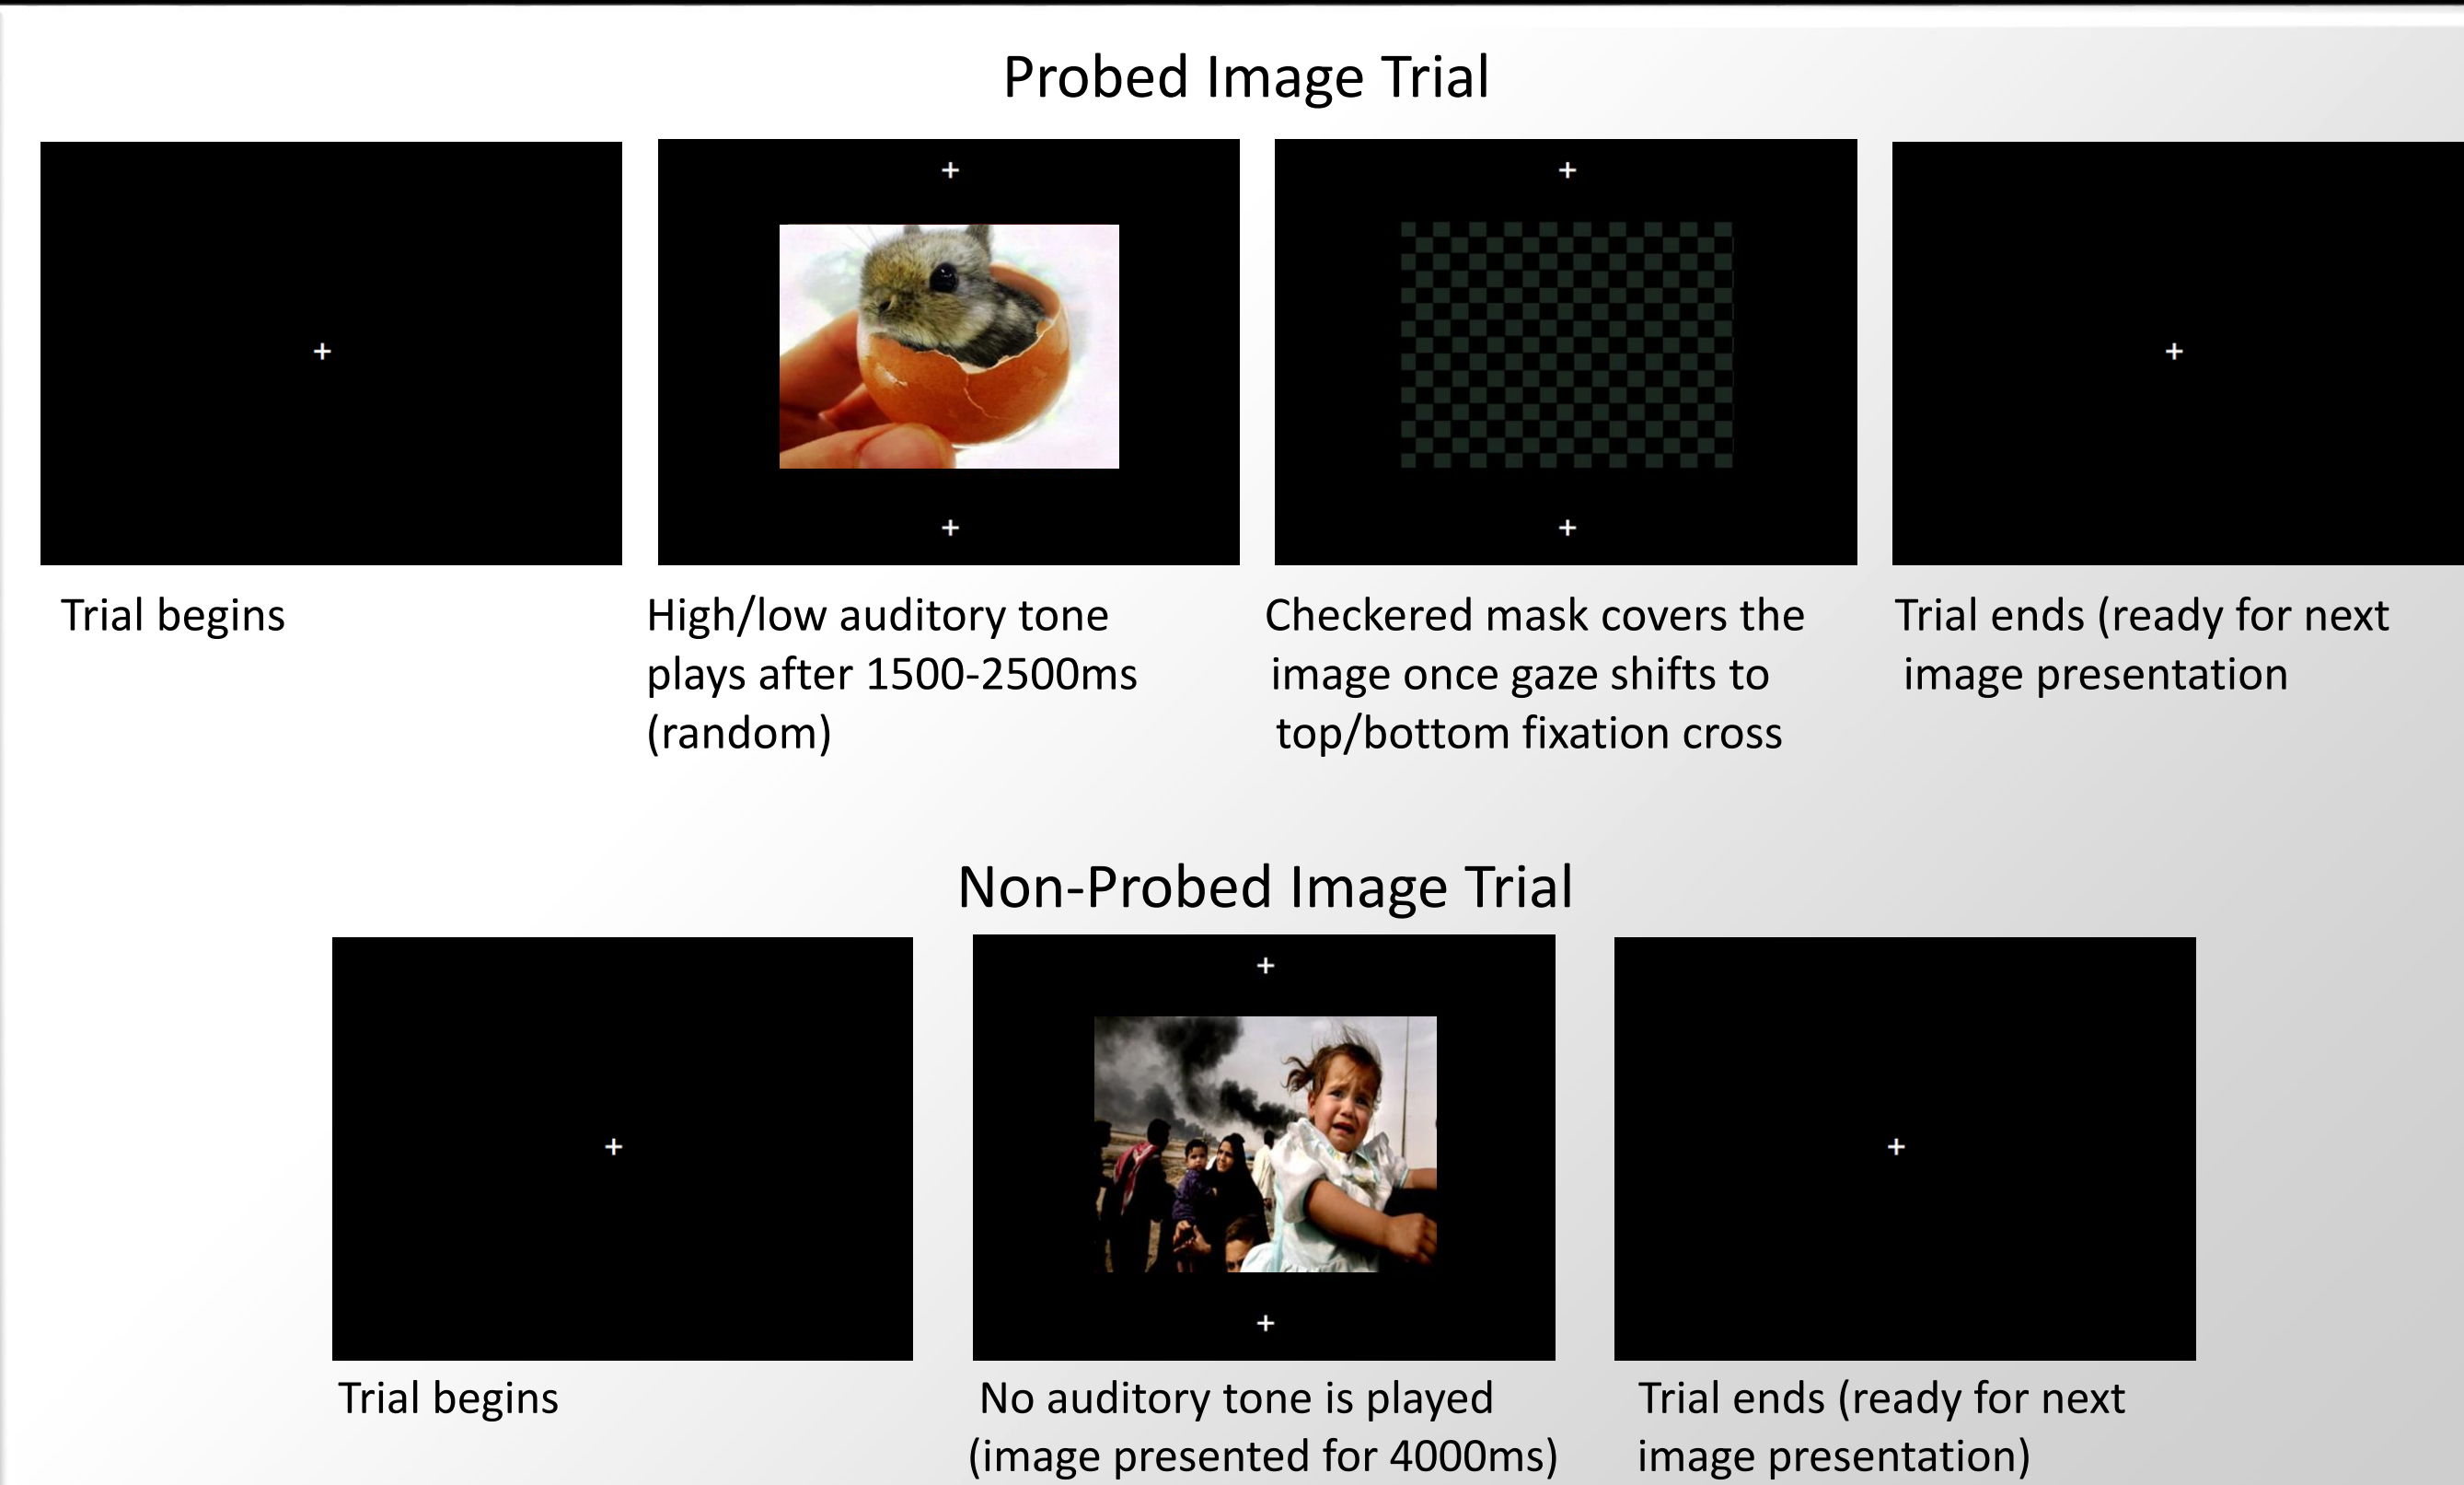 Probed Image Trial
Trial begins
High/low auditory tone
plays after 1500-2500ms
(random)
Checkered mask covers the
image once gaze shifts to
top/bottom fixation cross
Trial ends (ready for next
image presentation
Non-Probed Image Trial
Trial begins
No auditory tone is played
(image presented for 4000ms)
Trial ends (ready for next
image presentation)